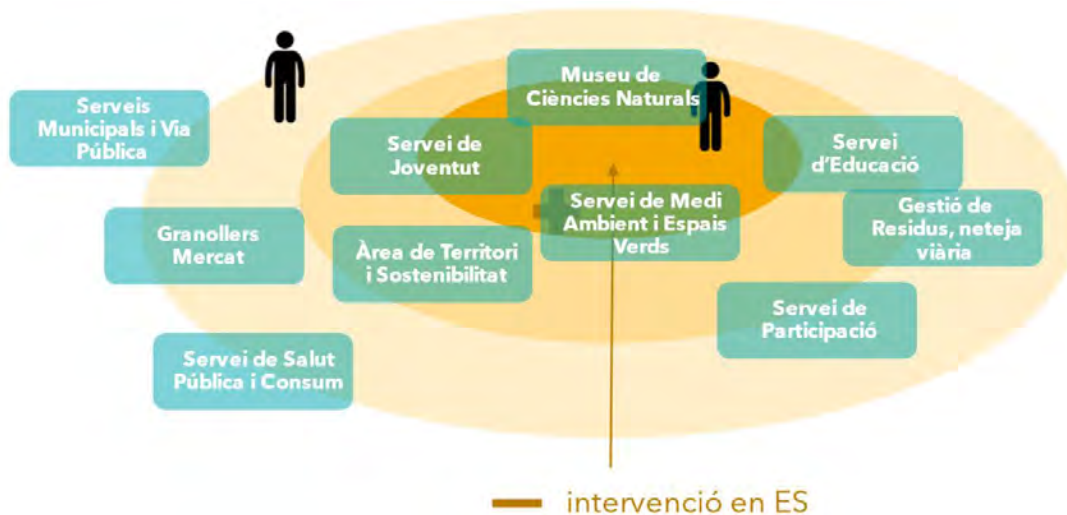 Museu de
Ciències Naturals
Serveis
Municipals i Via
Pública
Servei de
Joventut
Servei
d'Educació
Servei de Medi
Ambient i Espais
Verds
Gestió de
Residus, neteja
viària
Granollers
Mercat
Àrea de Territori
i Sostenibilitat
Servei de
Participació
Servei de Salut
Pública i Consum
intervenció en ES